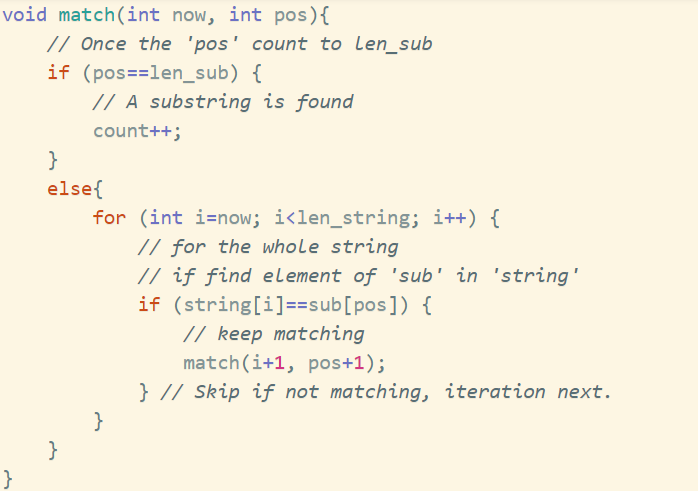 void match(int now, int pos){
    // Once the 'pos' count to len_sub
    if (pos==len_sub) {
        // A substring is found
        count++;
    }
    else{
        for (int i=now; i<len_string; i++) {
            // for the whole string
            // if find element of 'sub' in 'string'
            if (string[i]==sub[pos]) {
                // keep matching
                match(i+1, pos+1);
            } // Skip if not matching, iteration next.
        }
    }
}